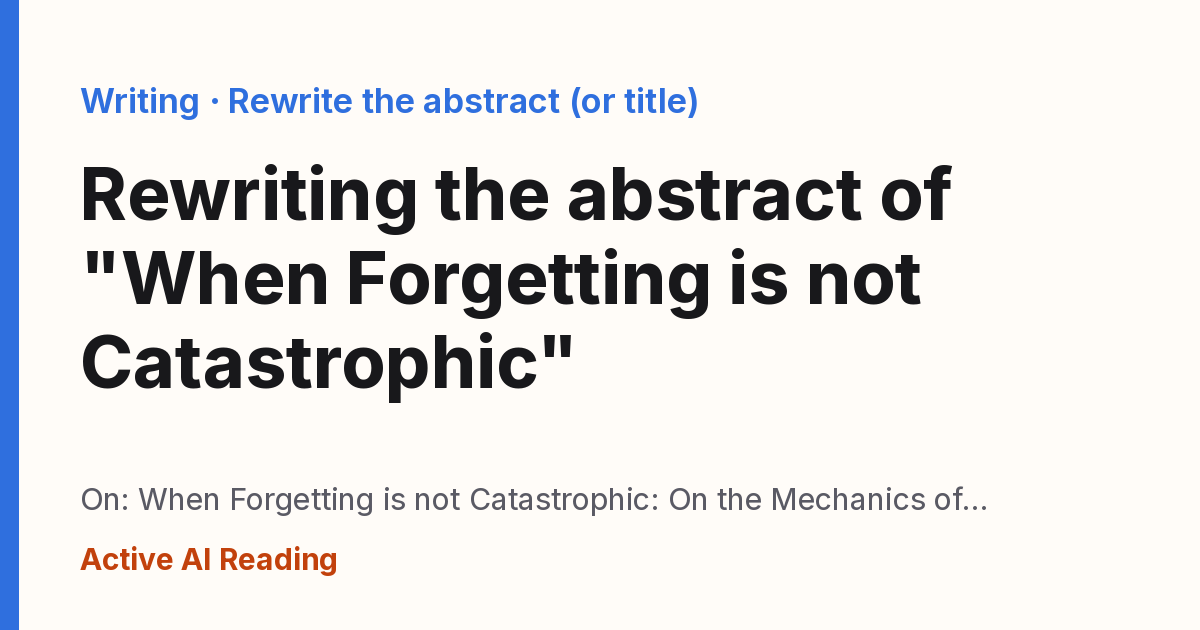 Writing · Rewrite the abstract (or title)
Rewriting the abstract of
"When Forgetting is not
Catastrophic"
On: When Forgetting is not Catastrophic: On the Mechanics of...
Active AI Reading